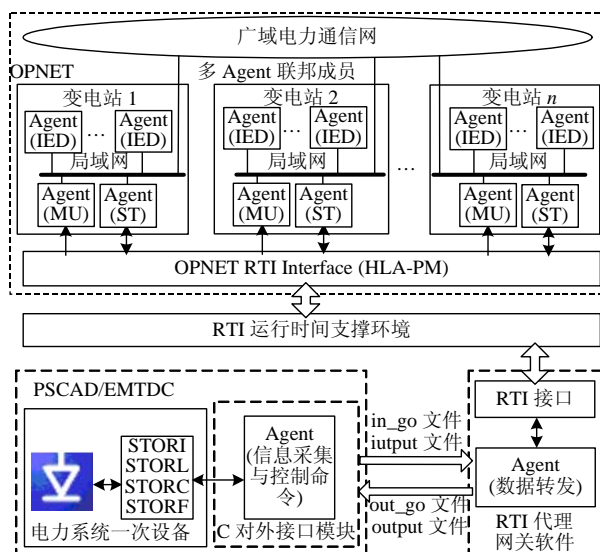 广域电力通信网
OPNET
多 Agent 联邦成员
变电站 1
Agent
(IED)
…
Agent
(IED)
局域网
Agent
(MU)
Agent
(ST)
变电站 2
Agent
(IED)
…
Agent
(IED)
局域网
Agent
(MU)
Agent
(ST)
…
变电站 n
Agent
(IED)
…
Agent
(IED)
局域网
Agent
(MU)
Agent
(ST)
OPNET RTI Interface (HLA-PM)
RTI 运行时间支撑环境
PSCAD/EMTDC
STORI
STORL
STORC
STORF
电力系统一次设备
Agent
(信息采集
与控制命
令)
C 对外接口模块
in_go 文件
iutput 文件
out_go 文件
output 文件
RTI 接口
Agent
(数据转发)
RTI 代理
网关软件